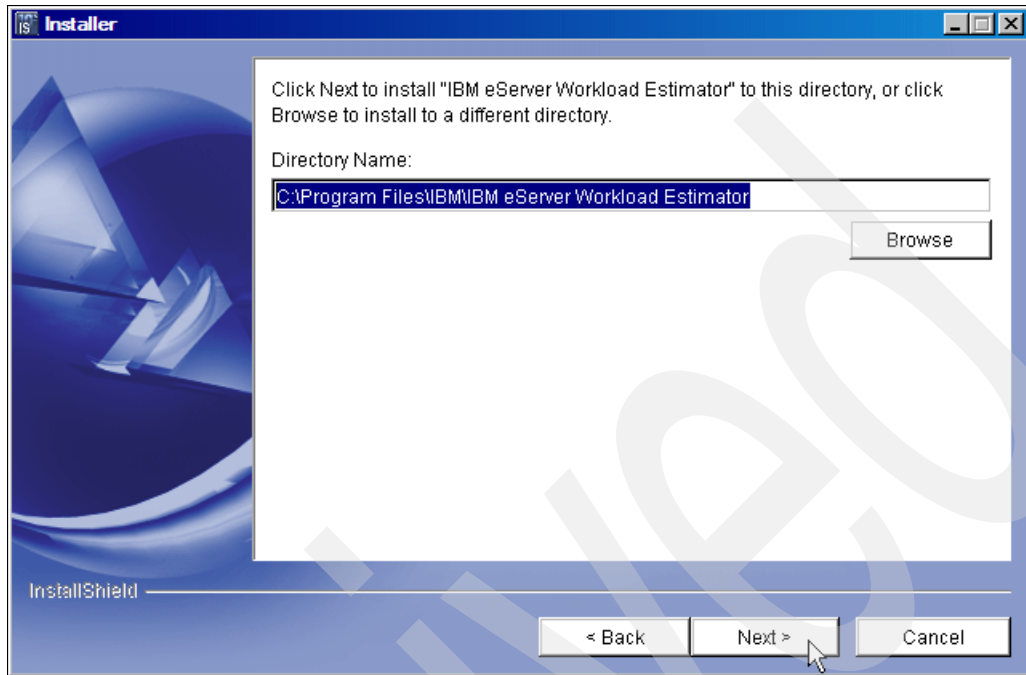 Installer
Click Next to install "IBM eServer Workload Estimator" to this directory, or click
Browse to install to a different directory.
Directory Name:
C:\Program Files\IBM\IBM eServer Workload Estimator
Browse
InstallShield
< Back
Next >
Cancel